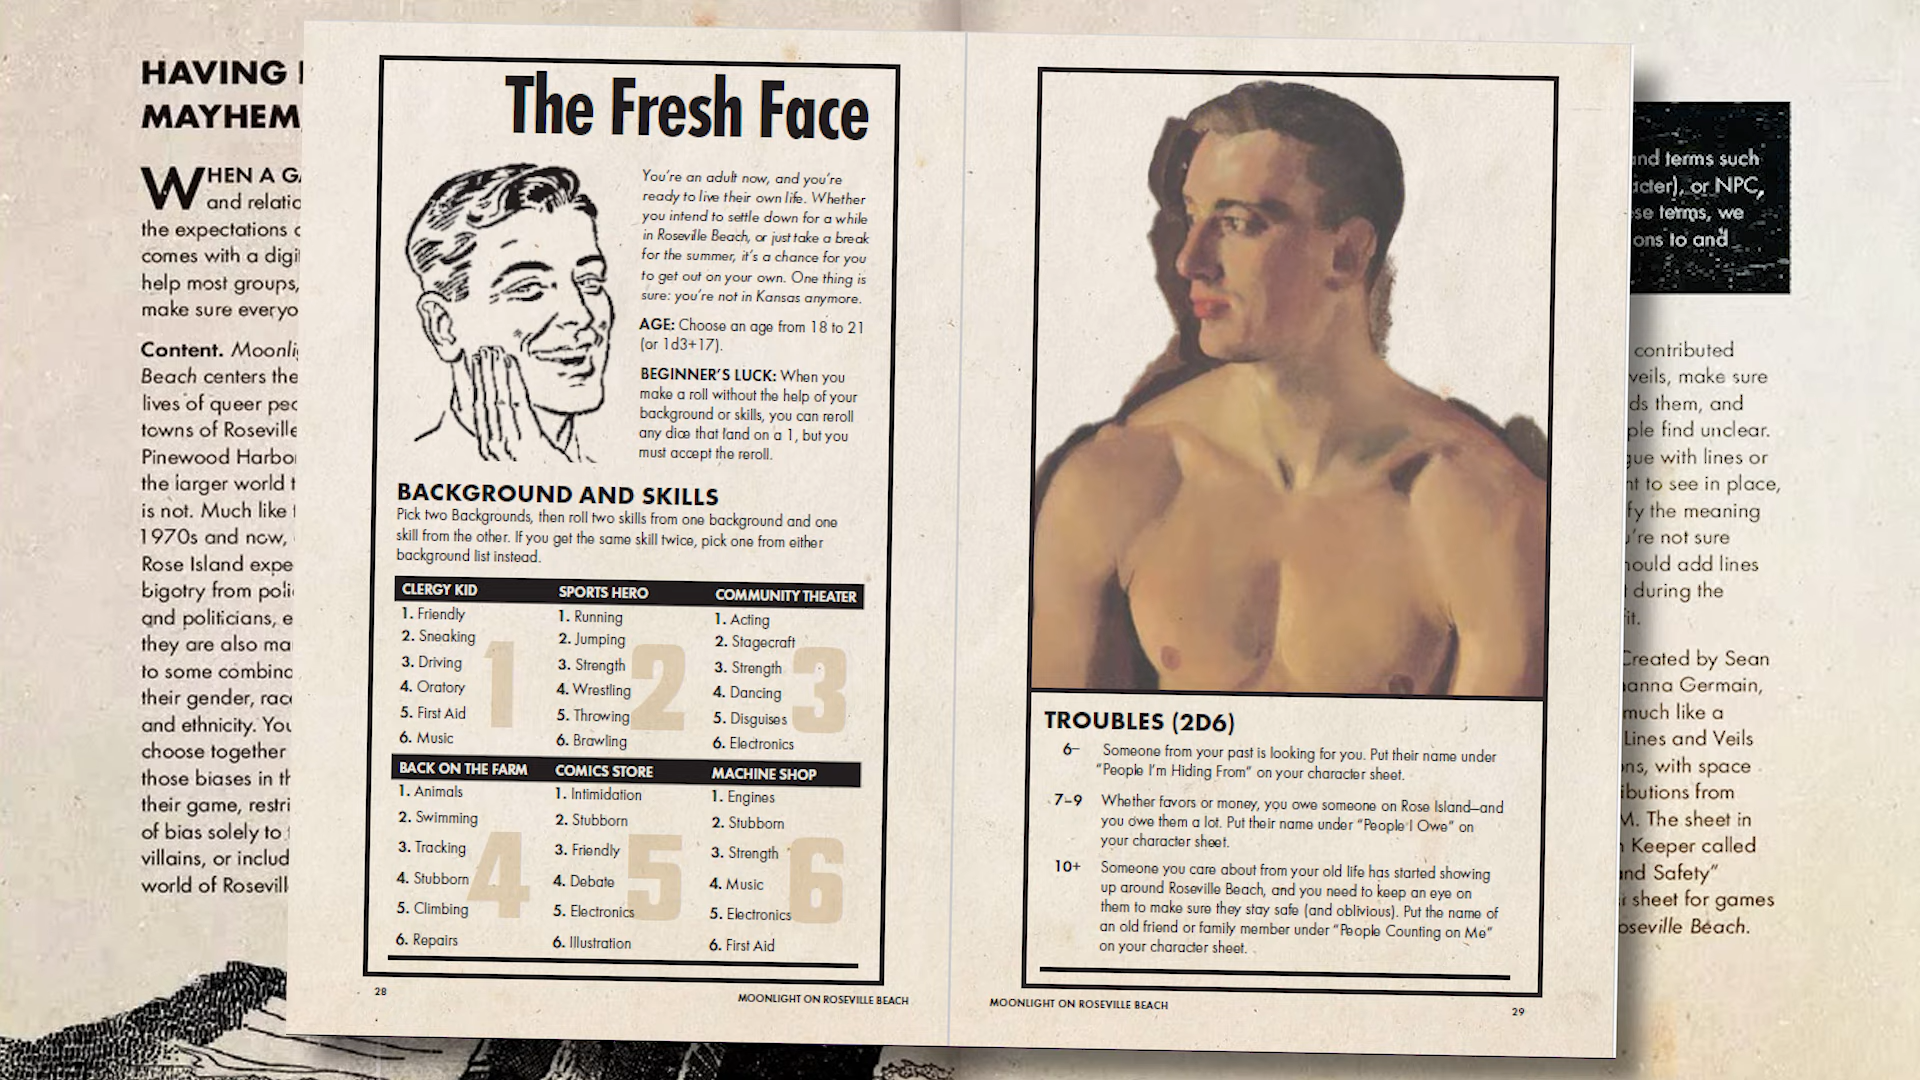 HAVING
MAYHEM,
WHEN A GA
and relatio
the expectations
comes with a digi
help most groups,
make sure everyo
Content. Moonli
Beach centers the
lives of queer peo
towns of Roseville
Pinewood Harbo
the larger world t
is not. Much like
1970s and now,
Rose Island expe
bigotry from poli
and politicians, e
they are also ma
to some combina
their gender, race
and ethnicity. You
choose together
those biases in th
their game, restri
of bias solely to
villains, or includ
world of Rosevill
The Fresh Face
You're an adult now, and you're
ready to live their own life. Whether
you intend to settle down for a while
in Roseville Beach, or just take a break
for the summer, it's a chance for you
to get out on your own. One thing is
sure: you're not in Kansas anymore.
AGE: Choose an age from 18 to 21
(or 1d3+17).
BEGINNER'S LUCK: When you
make a roll without the help of your
background or skills, you can reroll
any dice that land on a 1, but you
must accept the reroll.
BACKGROUND AND SKILLS
Pick two Backgrounds, then roll two skills from one background and one
skill from the other. If you get the same skill twice, pick one from either
background list instead.
CLERGY KID
1. Friendly
2. Sneaking
3. Driving
4. Oratory
5. First Aid
6. Music
1
SPORTS HERO
1. Running
2. Jumping
3. Strength
4. Wrestling
5. Throwing
6. Brawling
2
COMMUNITY THEATER
1. Acting
2. Stagecraft
3. Strength
4. Dancing
5. Disguises
6. Electronics
3
BACK ON THE FARM
1. Animals
2. Swimming
3. Tracking
4. Stubborn
5. Climbing
6. Repairs
4
COMICS STORE
1. Intimidation
2. Stubborn
3. Friendly
4. Debate
5. Electronics
6. Illustration
5
MACHINE SHOP
1. Engines
2. Stubborn
3. Strength
4. Music
5. Electronics
6. First Aid
6
28
MOONLIGHT ON ROSEVILLE BEACH
TROUBLES (2D6)
6– Someone from your past is looking for you. Put their name under
"People I'm Hiding From" on your character sheet.
7–9 Whether favors or money, you owe someone on Rose Island—and
you owe them a lot. Put their name under "People I Owe" on
your character sheet.
10+ Someone you care about from your old life has started showing
up around Roseville Beach, and you need to keep an eye on
them to make sure they stay safe (and oblivious). Put the name of
an old friend or family member under "People Counting on Me"
on your character sheet.
MOONLIGHT ON ROSEVILLE BEACH
29
and terms such
acter), or NPC,
se terms, we
ons to and
contributed
veils, make sure
ds them, and
ple find unclear.
gue with lines or
nt to see in place,
fy the meaning
u're not sure
hould add lines
during the
fit.
Created by Sean
hanna Germain,
much like a
Lines and Veils
ons, with space
ibutions from
M. The sheet in
Keeper called
nd Safety"
sheet for games
oseville Beach.